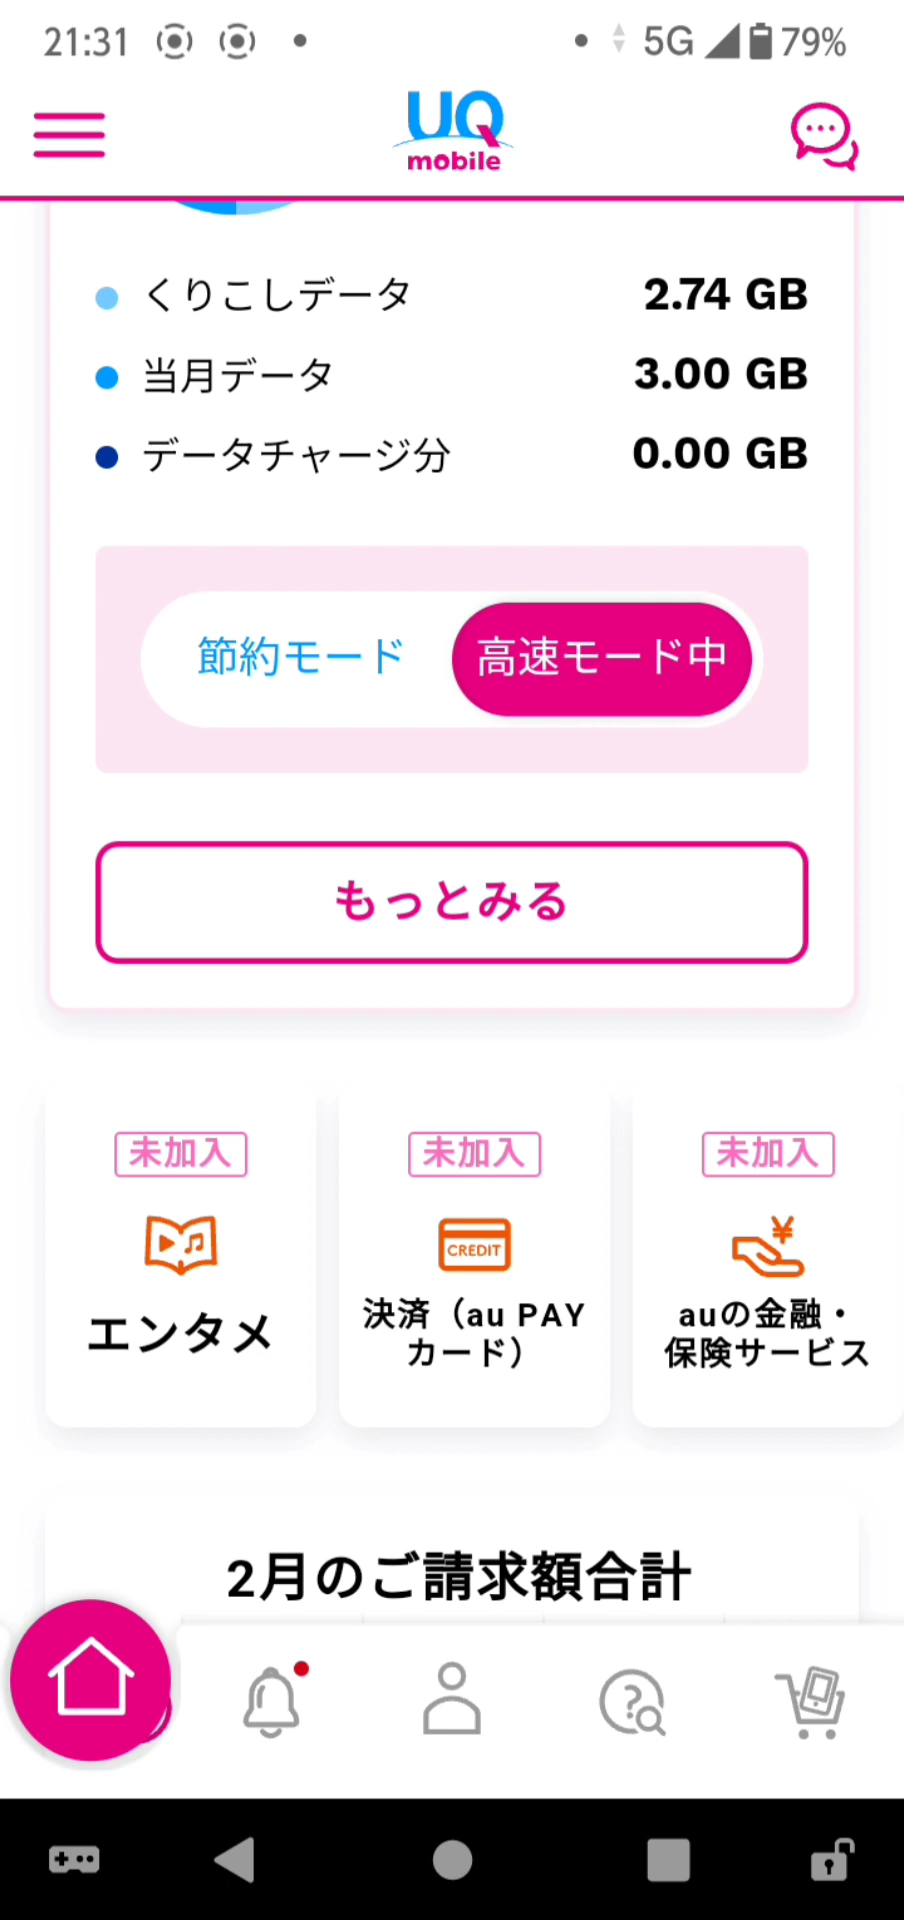 21:31 5G 79%
UQ
mobile
くりこしデータ 2.74 GB
当月データ 3.00 GB
データチャージ分 0.00 GB
節約モード 高速モード中
もっとみる
未加入 未加入 未加入
CREDIT ¥
エンタメ
決済（au PAY
カード）
auの金融・
保険サービス
2月のご請求額合計